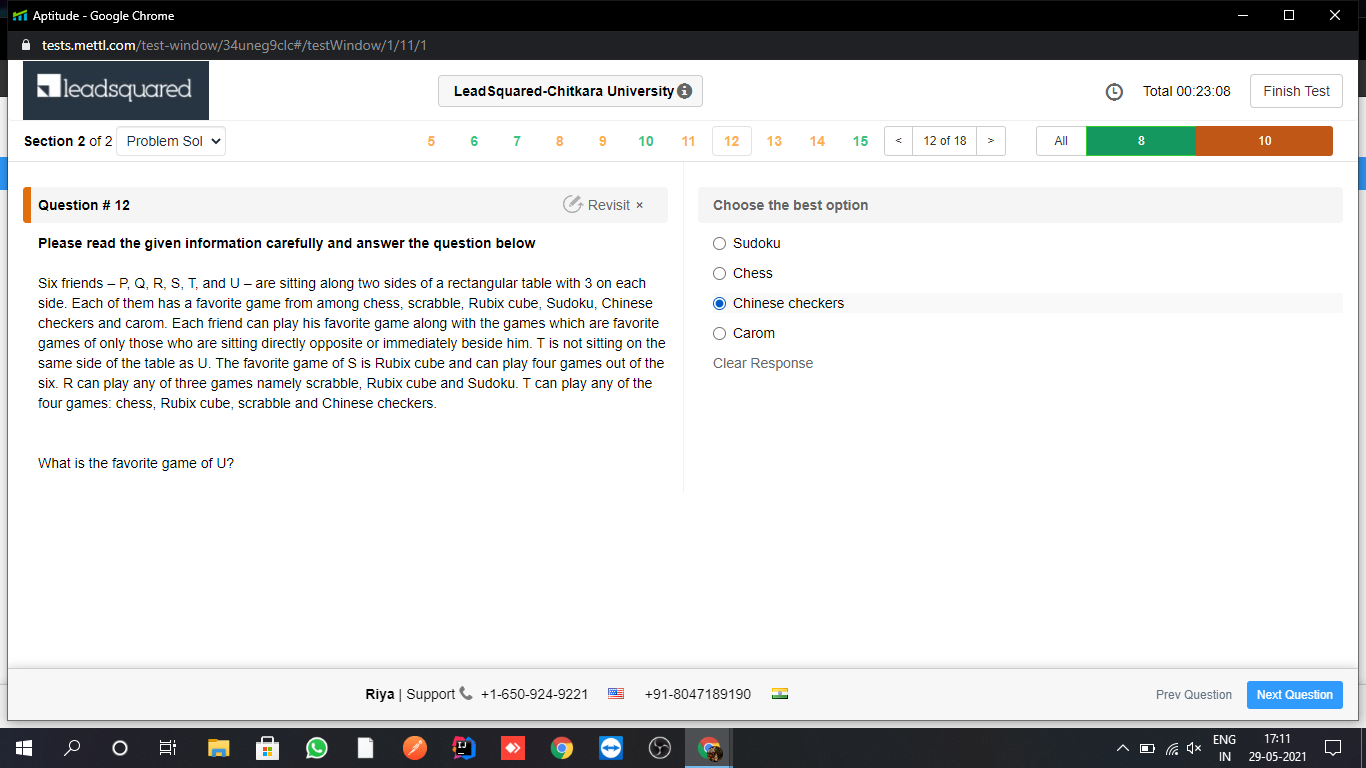 Aptitude - Google Chrome
tests.mettl.com/test-window/34uneg9clc#/testWindow/1/11/1
leadsquared
LeadSquared-Chitkara University
Total 00:23:08
Finish Test
Section 2 of 2
Problem Sol
5 6 7 8 9 10 11 12 13 14 15
< 12 of 18 >
All 8 10
Question # 12
Revisit ×
Please read the given information carefully and answer the question below
Six friends – P, Q, R, S, T, and U – are sitting along two sides of a rectangular table with 3 on each
side. Each of them has a favorite game from among chess, scrabble, Rubix cube, Sudoku, Chinese
checkers and carom. Each friend can play his favorite game along with the games which are favorite
games of only those who are sitting directly opposite or immediately beside him. T is not sitting on the
same side of the table as U. The favorite game of S is Rubix cube and can play four games out of the
six. R can play any of three games namely scrabble, Rubix cube and Sudoku. T can play any of the
four games: chess, Rubix cube, scrabble and Chinese checkers.
What is the favorite game of U?
Choose the best option
Sudoku
Chess
Chinese checkers
Carom
Clear Response
Riya | Support +1-650-924-9221 +91-8047189190
Prev Question
Next Question
ENG
IN
17:11
29-05-2021